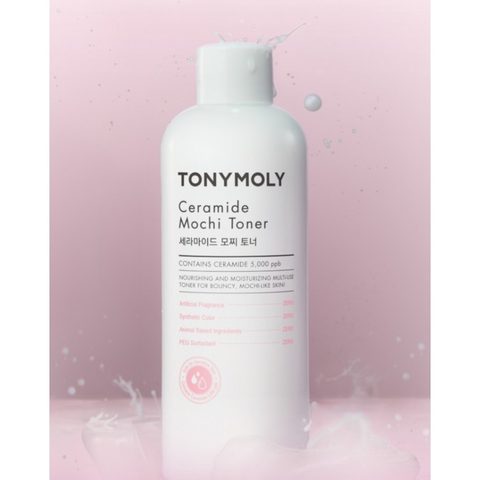 TONYMOLY
Ceramide
Mochi Toner
세라마이드 모찌 토너
CONTAINS CERAMIDE 5,000 ppb
NOURISHING AND MOISTURIZING MULTI-USE
TONER FOR BOUNCY, MOCHI-LIKE SKIN!
Artificial Fragrance
Synthetic Color
Animal Based Ingredients
PEG Surfactant